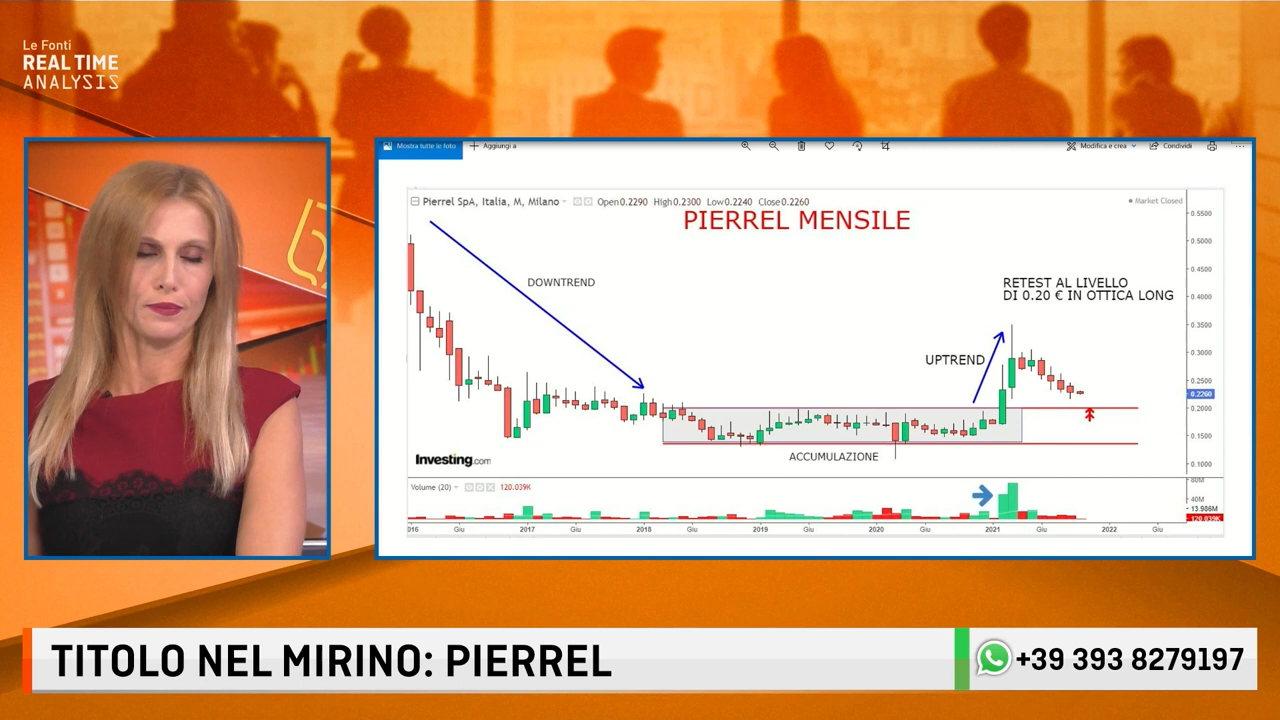 Le Fonti
REAL TIME
ANALYSIS
Mostra tutte le foto
Aggiungi a
Modifica e crea
Condividi
Pierrel SpA, Italia, M, Milano
Open 0.2290 High 0.2300 Low 0.2240 Close 0.2260
Market Closed
PIERREL MENSILE
DOWNTREND
RETEST AL LIVELLO
DI 0.20 € IN OTTICA LONG
UPTREND
ACCUMULAZIONE
0.5500
0.5000
0.4500
0.4000
0.3500
0.3000
0.2500
0.2260
0.2000
0.1500
0.1000
Investing.com
Volume (20)
120.039K
80M
40M
13.986M
120.039K
016 Giu 2017 Giu 2018 Giu 2019 Giu 2020 Giu 2021 Giu 2022 Giu
TITOLO NEL MIRINO: PIERREL
+39 393 8279197